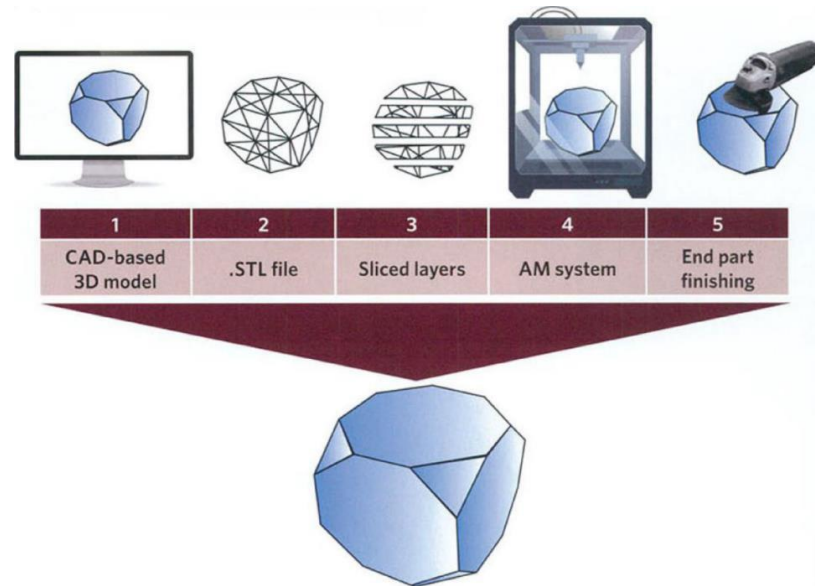 1
2
3
4
5
CAD-based
3D model
.STL file
Sliced layers
AM system
End part
finishing